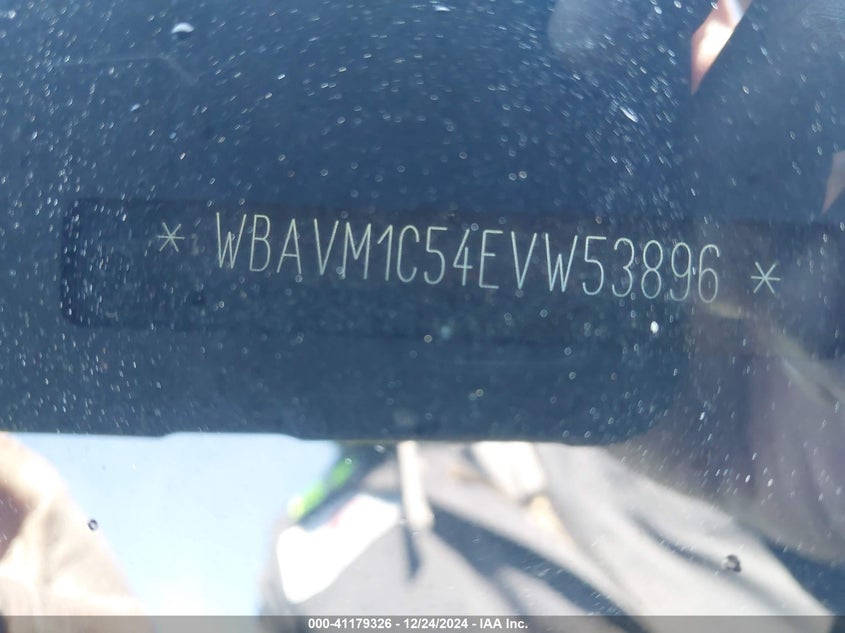 * WBAVM1C54EVW53896 *
000-41179326 - 12/24/2024 - IAA Inc.